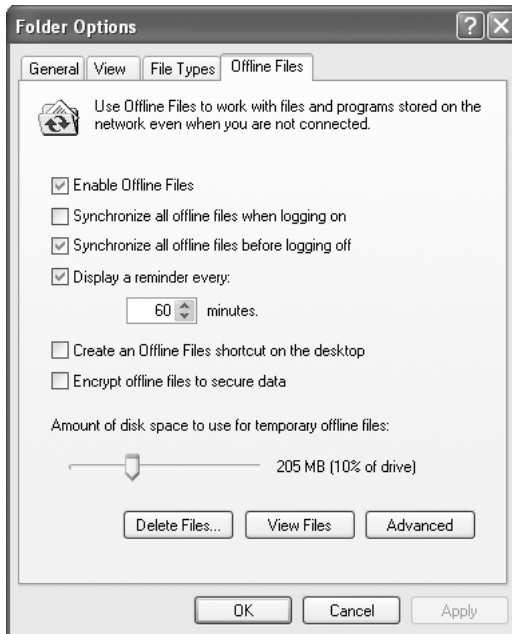 Folder Options
General View File Types Offline Files
Use Offline Files to work with files and programs stored on the
network even when you are not connected.
Enable Offline Files
Synchronize all offline files when logging on
Synchronize all offline files before logging off
Display a reminder every:
60 minutes.
Create an Offline Files shortcut on the desktop
Encrypt offline files to secure data
Amount of disk space to use for temporary offline files:
205 MB (10% of drive)
Delete Files... View Files Advanced
OK Cancel Apply